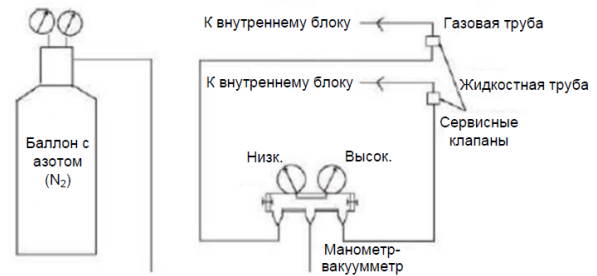 К внутреннему блоку
Газовая труба
К внутреннему блоку
Жидкостная труба
Сервисные
клапаны
Баллон с
азотом
(N₂)
Низк.
Высок.
Манометр-
вакуумметр